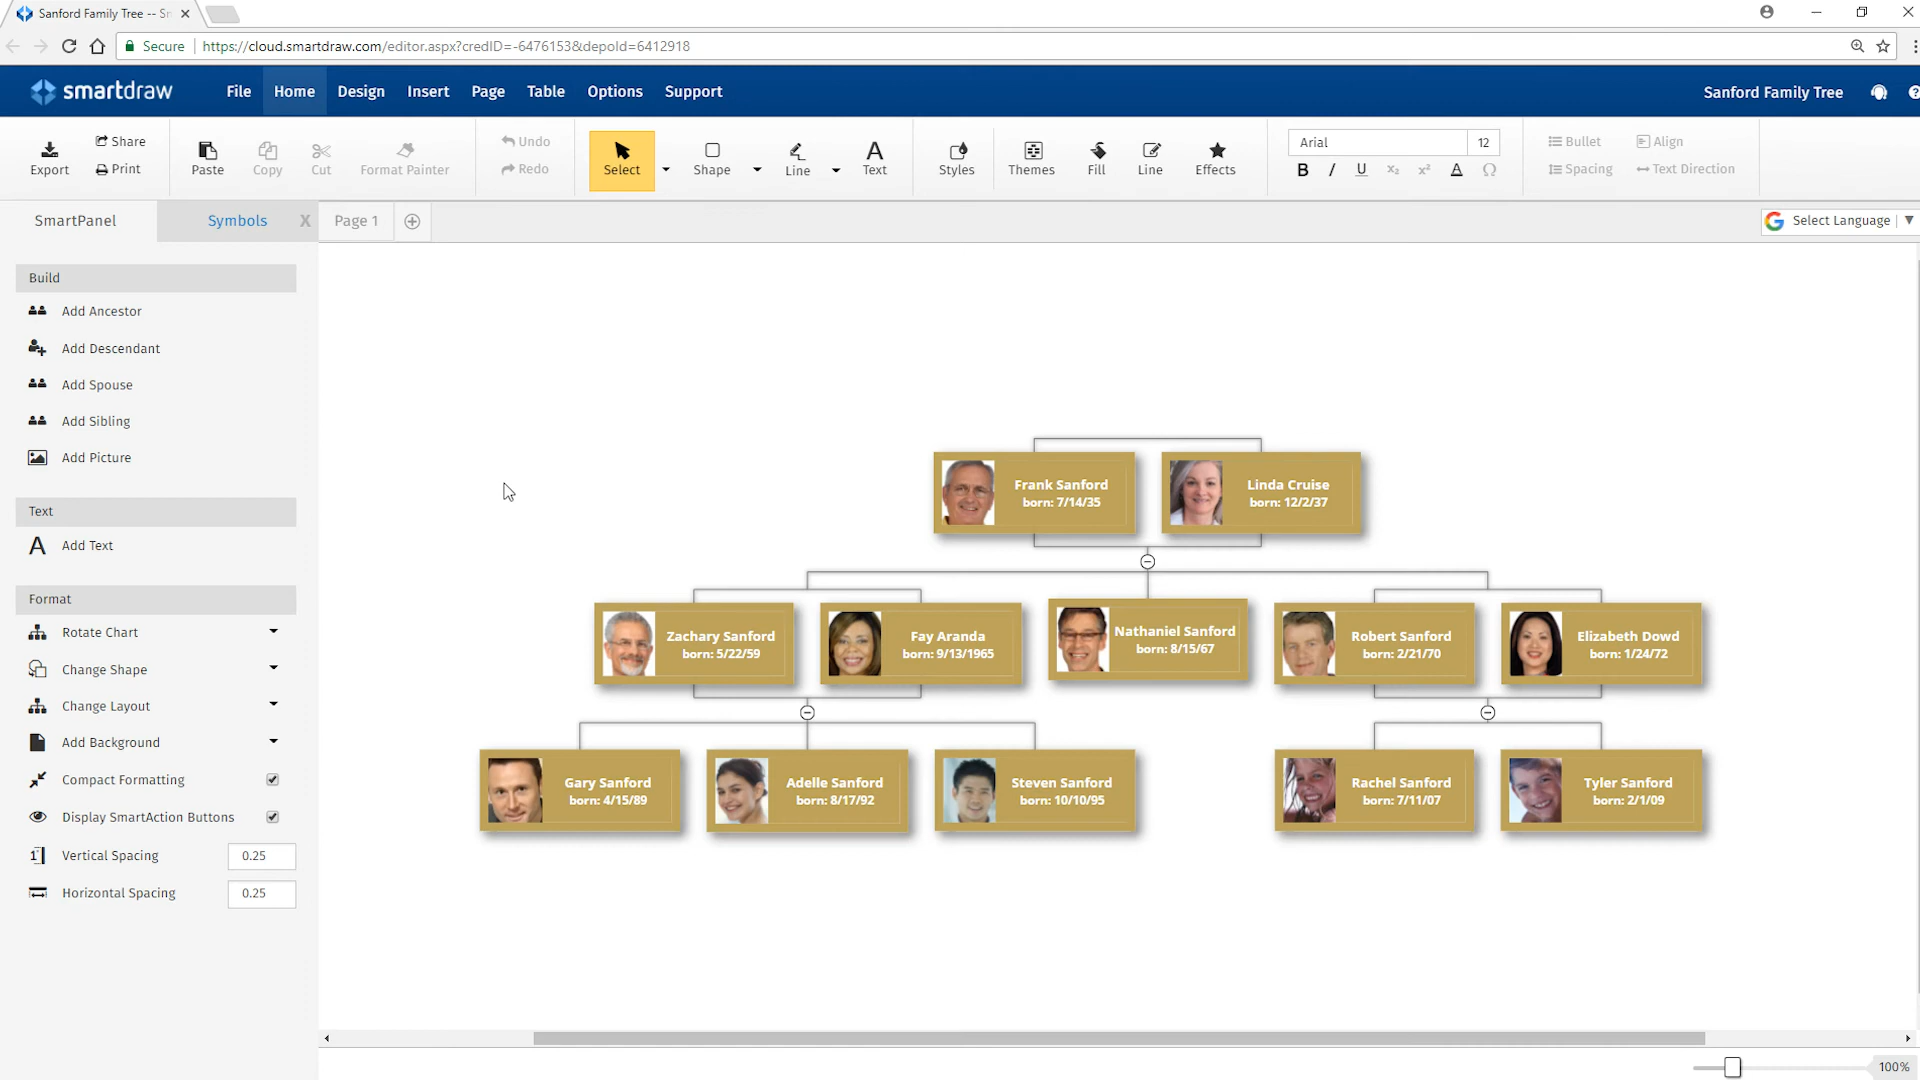 Sanford Family Tree -- Sm
Secure
https://cloud.smartdraw.com/editor.aspx?credID=-6476153&depoId=6412918
smartdraw
File
Home
Design
Insert
Page
Table
Options
Support
Sanford Family Tree
?
Export
Share
Print
Paste
Copy
Cut
Format Painter
Undo
Redo
Select
Shape
Line
A
Text
Styles
Themes
Fill
Line
Effects
Arial
12
B I U X₂ X² A Ω
Bullet
Align
Spacing
Text Direction
SmartPanel
Symbols
X
Page 1
G Select Language
Build
Add Ancestor
Add Descendant
Add Spouse
Add Sibling
Add Picture
Text
A Add Text
Format
Rotate Chart
Change Shape
Change Layout
Add Background
Compact Formatting
Display SmartAction Buttons
Vertical Spacing
0.25
Horizontal Spacing
0.25
Frank Sanford
born: 7/14/35
Linda Cruise
born: 12/2/37
Zachary Sanford
born: 5/22/59
Fay Aranda
born: 9/13/1965
Nathaniel Sanford
born: 8/15/67
Robert Sanford
born: 2/21/70
Elizabeth Dowd
born: 1/24/72
Gary Sanford
born: 4/15/89
Adelle Sanford
born: 8/17/92
Steven Sanford
born: 10/10/95
Rachel Sanford
born: 7/11/07
Tyler Sanford
born: 2/1/09
100%